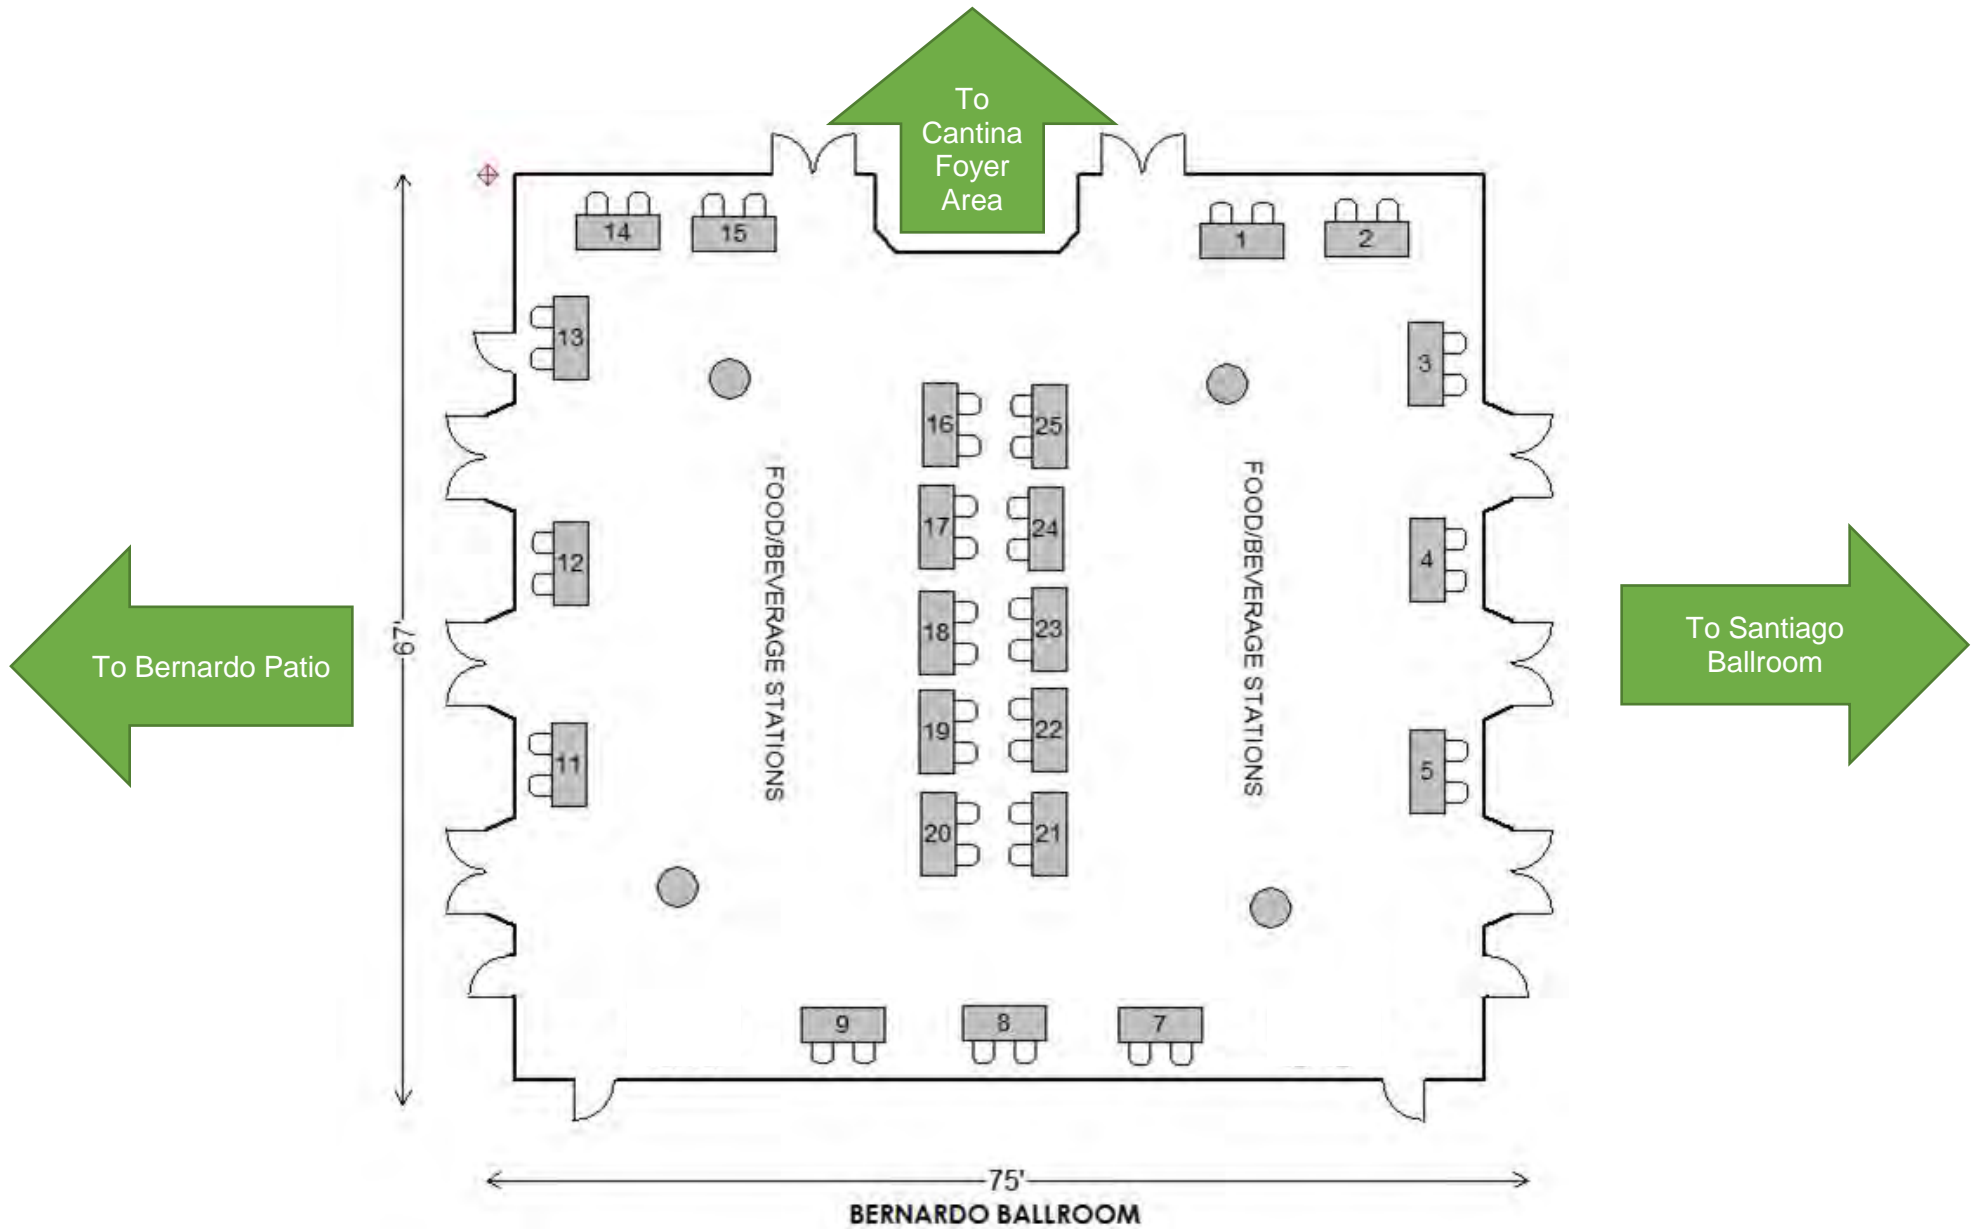 To
Cantina
Foyer
Area
14
15
1
2
13
3
16
25
17
24
12
4
18
23
19
22
11
5
20
21
FOOD/BEVERAGE STATIONS
FOOD/BEVERAGE STATIONS
67'
To Bernardo Patio
To Santiago
Ballroom
9
8
7
75'
BERNARDO BALLROOM